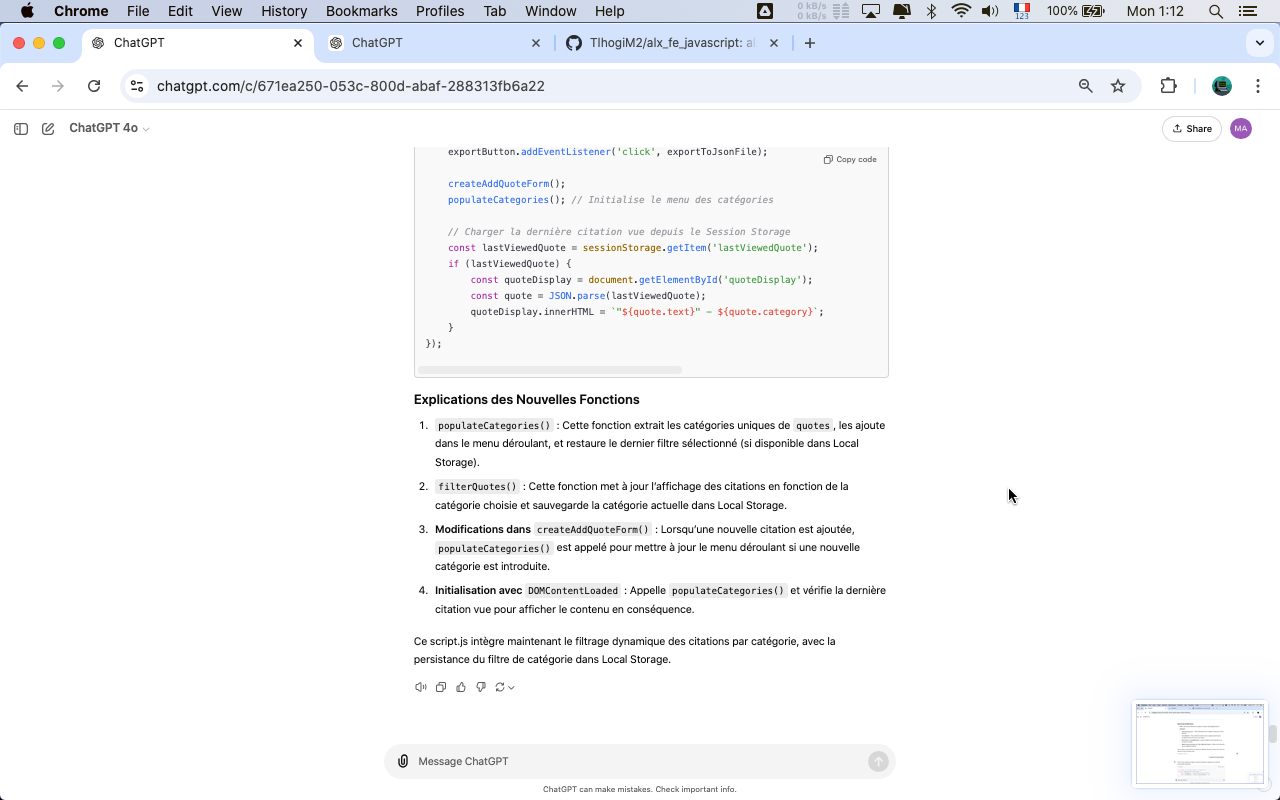 Chrome File Edit View History Bookmarks Profiles Tab Window Help 0 kB/s 0 kB/s 123 100% Mon 1:12
ChatGPT ChatGPT TlhogiM2/alx_fe_javascript: a
chatgpt.com/c/671ea250-053c-800d-abaf-288313fb6a22
ChatGPT 4o Share MA
exportButton.addEventListener('click', exportToJsonFile);
Copy code
createAddQuoteForm();
populateCategories(); // Initialise le menu des catégories
// Charger la dernière citation vue depuis le Session Storage
const lastViewedQuote = sessionStorage.getItem('lastViewedQuote');
if (lastViewedQuote) {
const quoteDisplay = document.getElementById('quoteDisplay');
const quote = JSON.parse(lastViewedQuote);
quoteDisplay.innerHTML = `"${quote.text}" — ${quote.category}`;
}
});
Explications des Nouvelles Fonctions
1. populateCategories() : Cette fonction extrait les catégories uniques de quotes, les ajoute
dans le menu déroulant, et restaure le dernier filtre sélectionné (si disponible dans Local
Storage).
2. filterQuotes() : Cette fonction met à jour l'affichage des citations en fonction de la
catégorie choisie et sauvegarde la catégorie actuelle dans Local Storage.
3. Modifications dans createAddQuoteForm() : Lorsqu'une nouvelle citation est ajoutée,
populateCategories() est appelé pour mettre à jour le menu déroulant si une nouvelle
catégorie est introduite.
4. Initialisation avec DOMContentLoaded : Appelle populateCategories() et vérifie la dernière
citation vue pour afficher le contenu en conséquence.
Ce script.js intègre maintenant le filtrage dynamique des citations par catégorie, avec la
persistance du filtre de catégorie dans Local Storage.
Message ChatGPT
ChatGPT can make mistakes. Check important info.